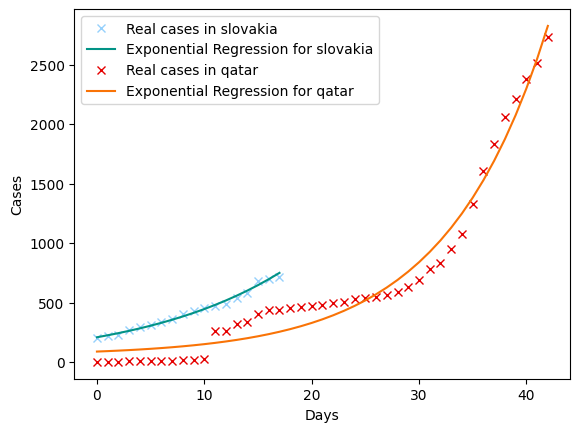 Real cases in slovakia
Exponential Regression for slovakia
Real cases in qatar
Exponential Regression for qatar
2500
2000
1500
1000
500
0
Cases
0 10 20 30 40
Days